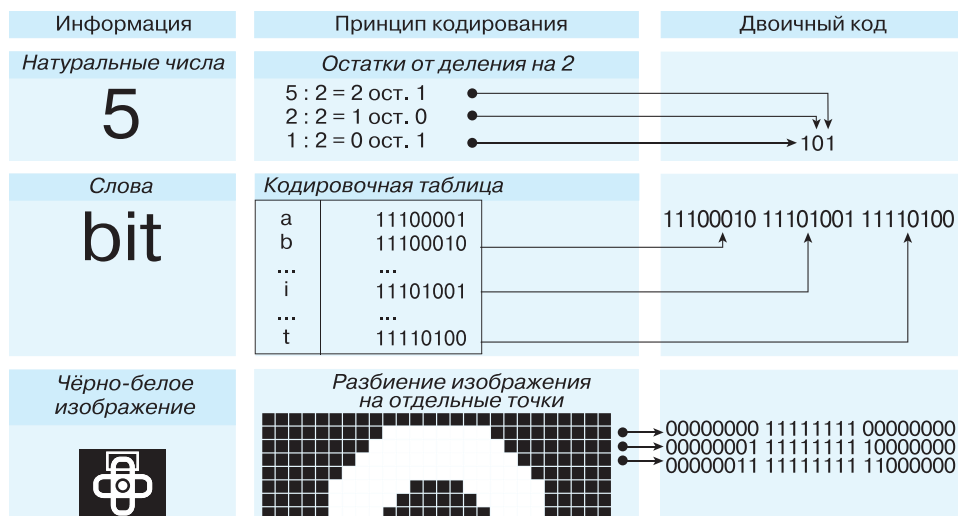 Информация Принцип кодирования Двоичный код
Натуральные числа
5
Остатки от деления на 2
5 : 2 = 2 ост. 1
2 : 2 = 1 ост. 0
1 : 2 = 0 ост. 1
101
Слова
bit
Кодировочная таблица
a 11100001
b 11100010
... ...
i 11101001
... ...
t 11110100
11100010 11101001 11110100
Чёрно-белое
изображение
Разбиение изображения
на отдельные точки
00000000 11111111 00000000
00000001 11111111 10000000
00000011 11111111 11000000